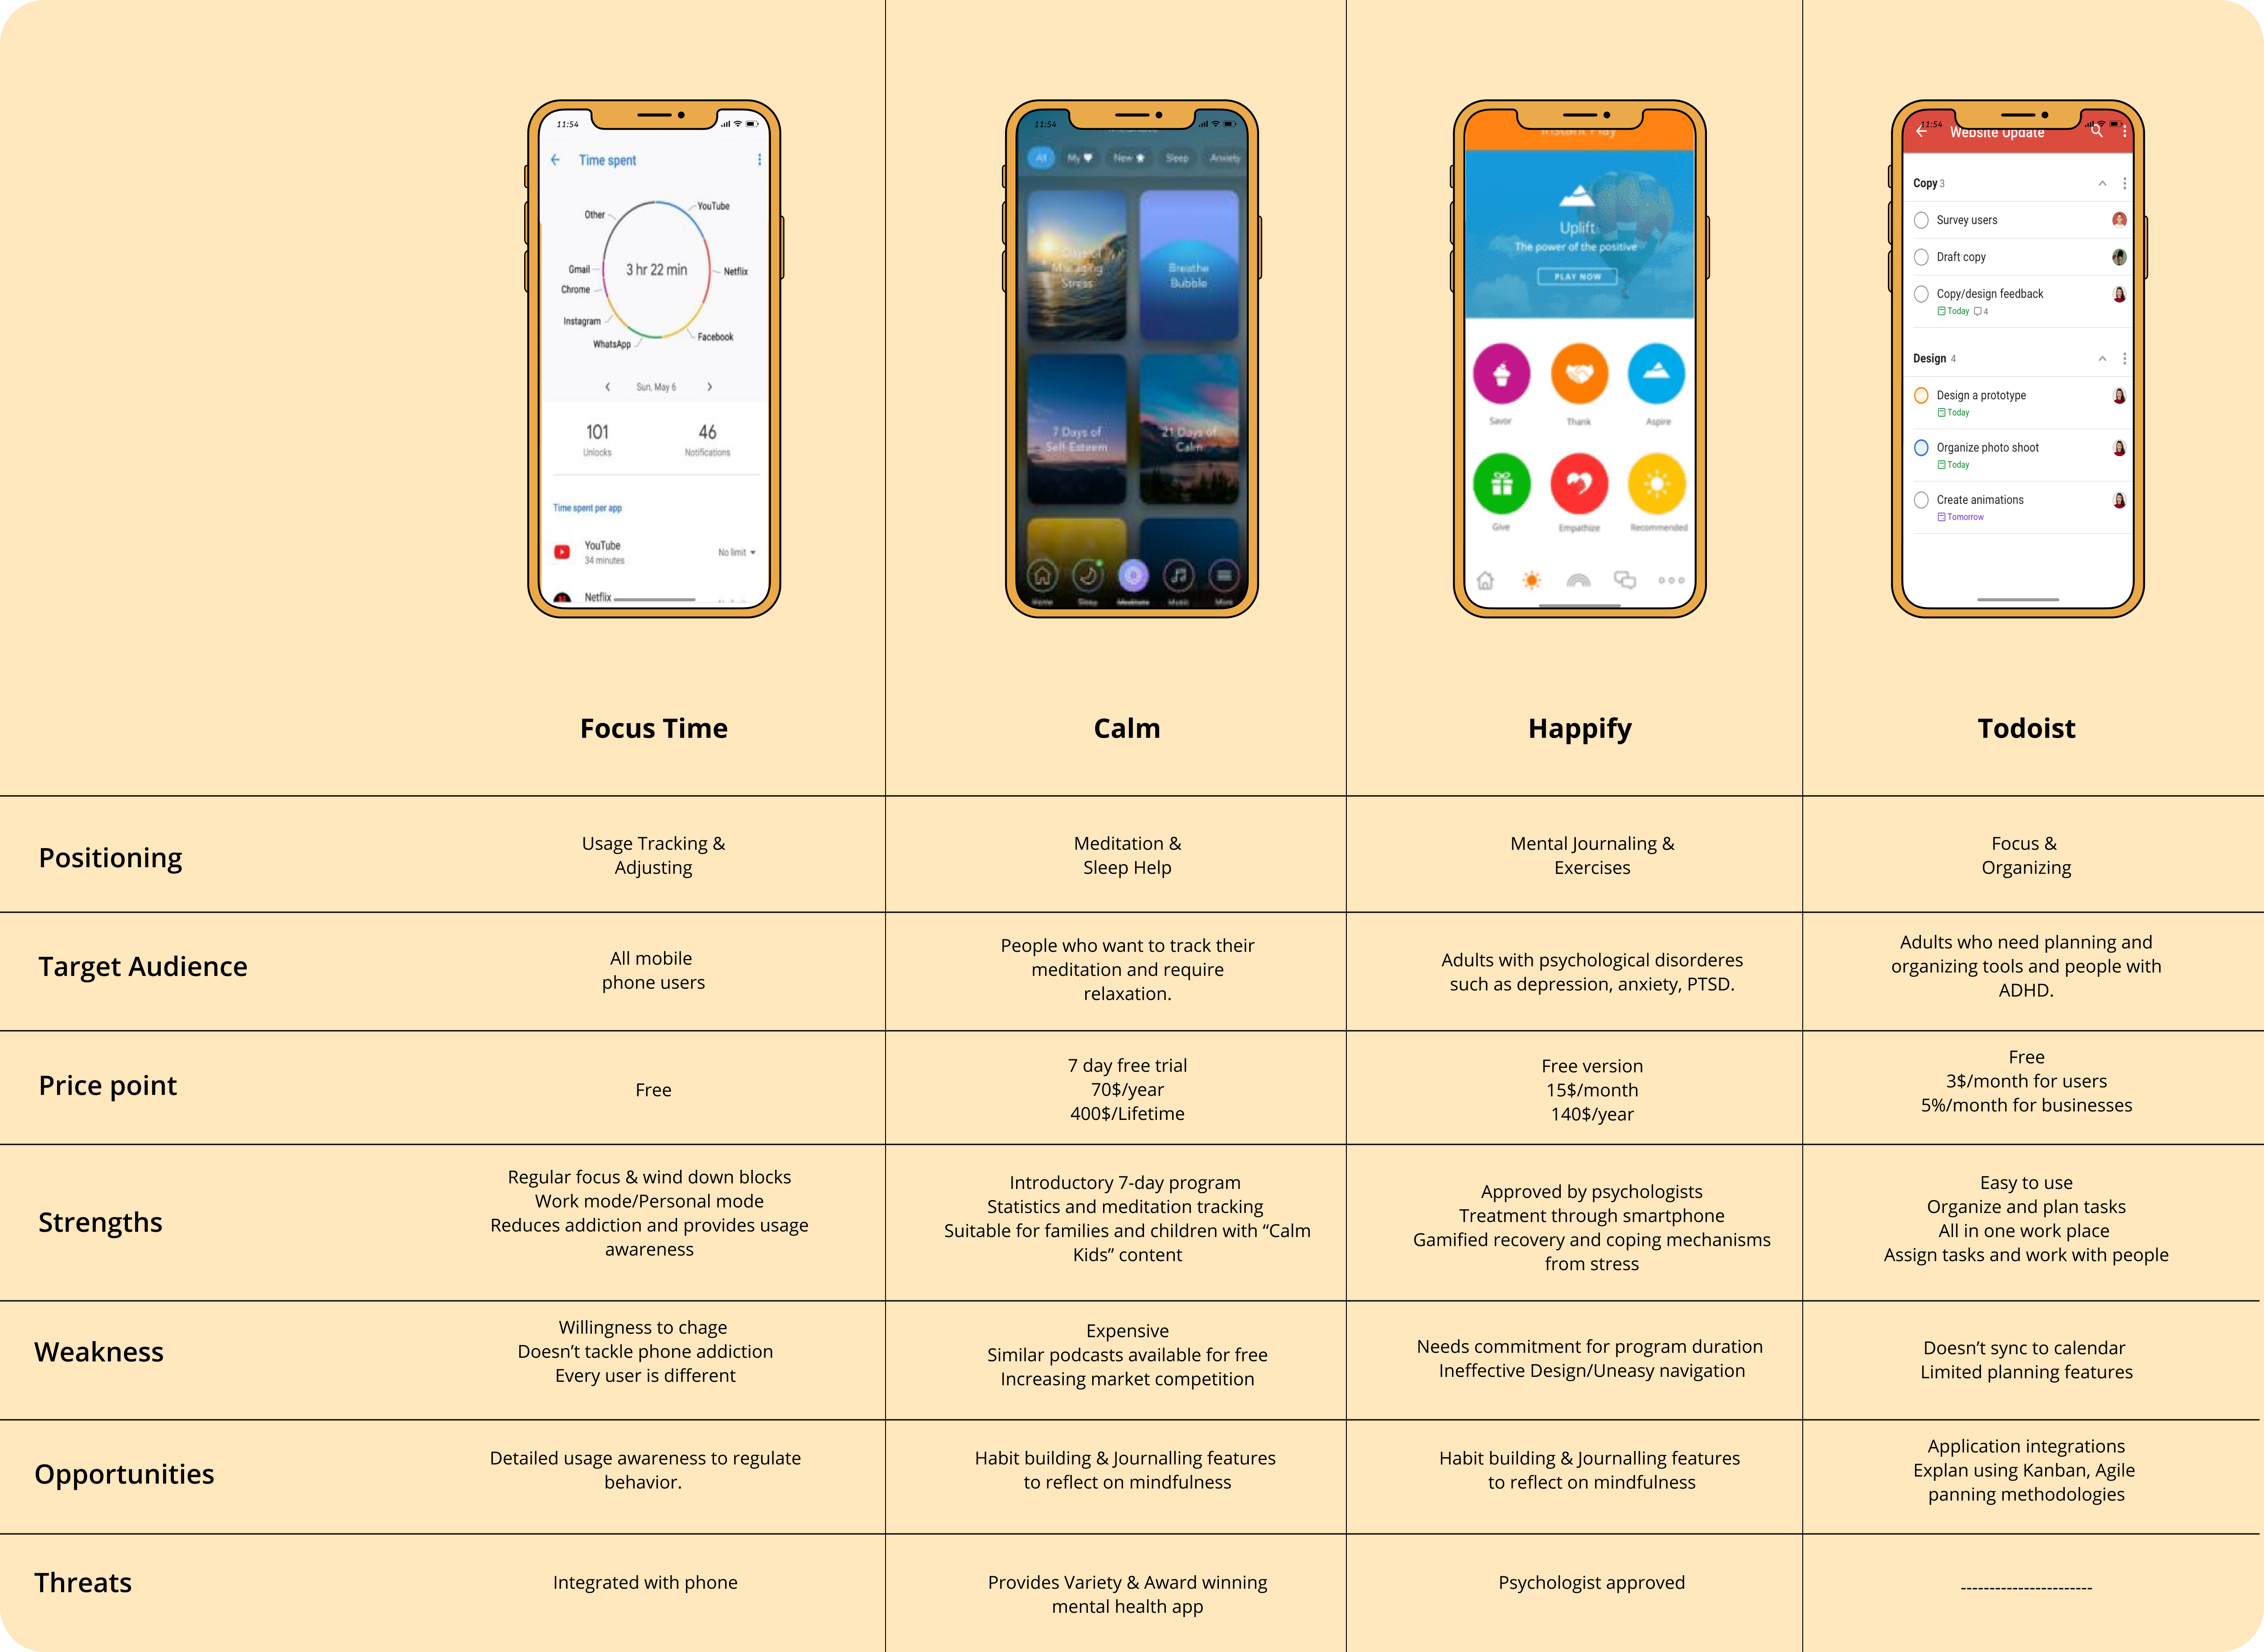 11:54
Time spent
Other
YouTube
Gmail
3 hr 22 min
Netflix
Chrome
Instagram
WhatsApp
Facebook
Sun, May 6
101
46
Unlocks
Notifications
Time spent per app
YouTube
34 minutes
No limit
Netflix
11:54
All
My
New
Sleep
Anxiety
Days of
Managing
Stress
Breathe
Bubble
7 Days of
Self-Esteem
21 Days of
Calm
Home
Sleep
Meditate
Music
More
Instant Play
Uplift
The power of the positive
PLAY NOW
Savor
Thank
Aspire
Give
Empathize
Recommended
11:54
Website Update
Copy 3
Survey users
Draft copy
Copy/design feedback
Today 4
Design 4
Design a prototype
Today
Organize photo shoot
Today
Create animations
Tomorrow
Focus Time
Calm
Happify
Todoist
Positioning
Usage Tracking &
Adjusting
Meditation &
Sleep Help
Mental Journaling &
Exercises
Focus &
Organizing
Target Audience
All mobile
phone users
People who want to track their
meditation and require
relaxation.
Adults with psychological disorderes
such as depression, anxiety, PTSD.
Adults who need planning and
organizing tools and people with
ADHD.
Price point
Free
7 day free trial
70$/year
400$/Lifetime
Free version
15$/month
140$/year
Free
3$/month for users
5%/month for businesses
Strengths
Regular focus & wind down blocks
Work mode/Personal mode
Reduces addiction and provides usage
awareness
Introductory 7-day program
Statistics and meditation tracking
Suitable for families and children with “Calm
Kids” content
Approved by psychologists
Treatment through smartphone
Gamified recovery and coping mechanisms
from stress
Easy to use
Organize and plan tasks
All in one work place
Assign tasks and work with people
Weakness
Willingness to chage
Doesn’t tackle phone addiction
Every user is different
Expensive
Similar podcasts available for free
Increasing market competition
Needs commitment for program duration
Ineffective Design/Uneasy navigation
Doesn’t sync to calendar
Limited planning features
Opportunities
Detailed usage awareness to regulate
behavior.
Habit building & Journalling features
to reflect on mindfulness
Habit building & Journalling features
to reflect on mindfulness
Application integrations
Explan using Kanban, Agile
panning methodologies
Threats
Integrated with phone
Provides Variety & Award winning
mental health app
Psychologist approved
-----------------------